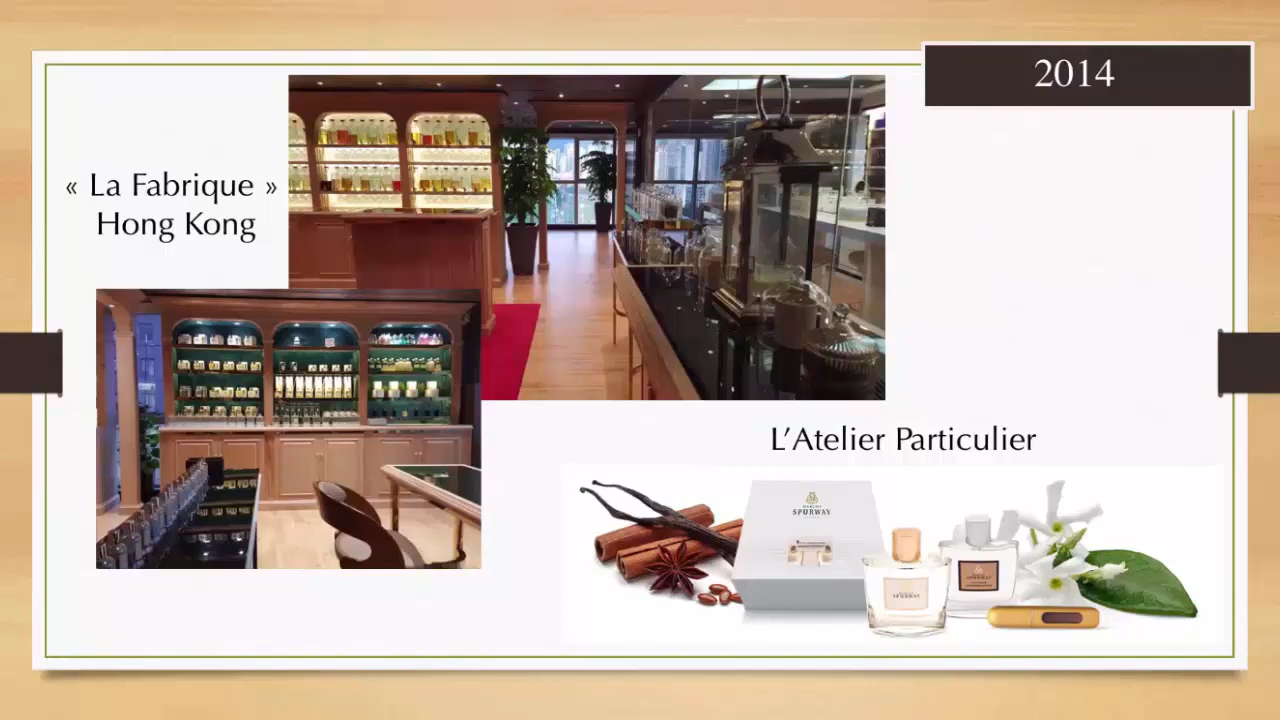 2014
« La Fabrique »
Hong Kong
L’Atelier Particulier
SPURWAY